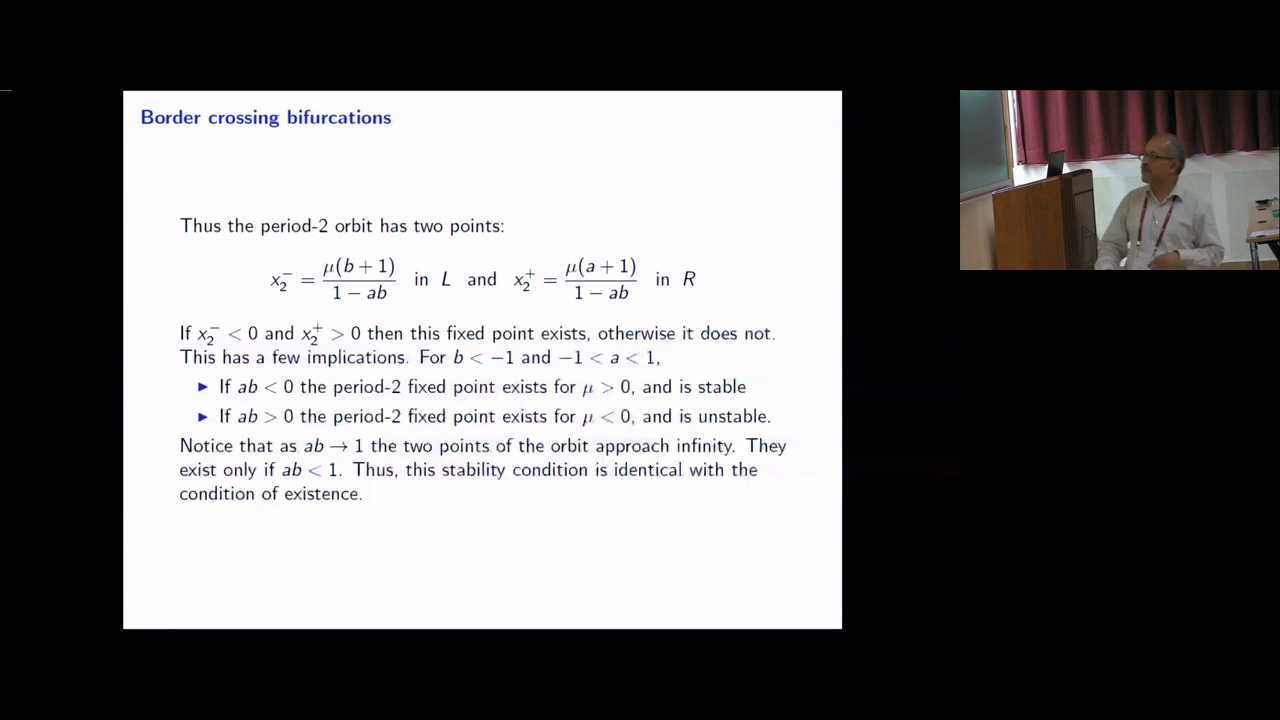 Border crossing bifurcations
Thus the period-2 orbit has two points:
x₂⁻ = μ(b + 1)/(1 − ab) in L and x₂⁺ = μ(a + 1)/(1 − ab) in R
If x₂⁻ < 0 and x₂⁺ > 0 then this fixed point exists, otherwise it does not.
This has a few implications. For b < −1 and −1 < a < 1,
▶ If ab < 0 the period-2 fixed point exists for μ > 0, and is stable
▶ If ab > 0 the period-2 fixed point exists for μ < 0, and is unstable.
Notice that as ab → 1 the two points of the orbit approach infinity. They
exist only if ab < 1. Thus, this stability condition is identical with the
condition of existence.